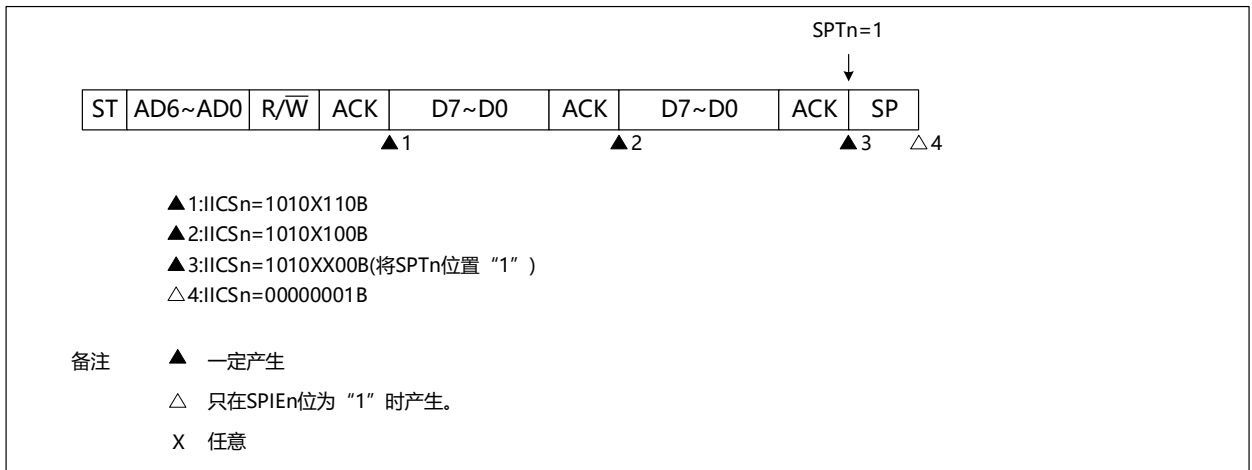 SPTn=1
↓
ST AD6~AD0 R/W̅ ACK D7~D0 ACK D7~D0 ACK SP
▲1 ▲2 ▲3 △4
▲1:IICSn=1010X110B
▲2:IICSn=1010X100B
▲3:IICSn=1010XX00B(将SPTn位置“1”)
△4:IICSn=00000001B
备注 ▲ 一定产生
△ 只在SPIEn位为“1”时产生。
X 任意